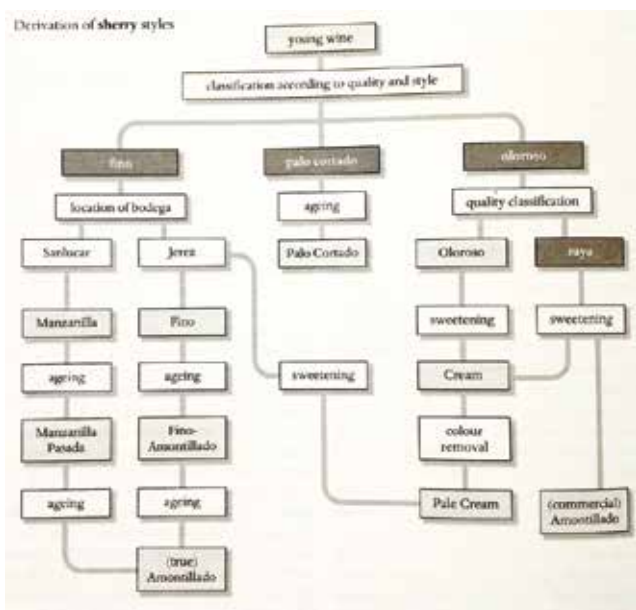 Derivation of sherry styles
young wine
classification according to quality and style
fino
palo cortado
oloroso
location of bodega
ageing
quality classification
Sanlucar
Jerez
Palo Cortado
Oloroso
raya
Manzanilla
Fino
sweetening
sweetening
ageing
ageing
sweetening
Cream
Manzanilla
Pasada
Fino-
Amontillado
colour
removal
ageing
ageing
Pale Cream
(commercial)
Amontillado
(true)
Amontillado